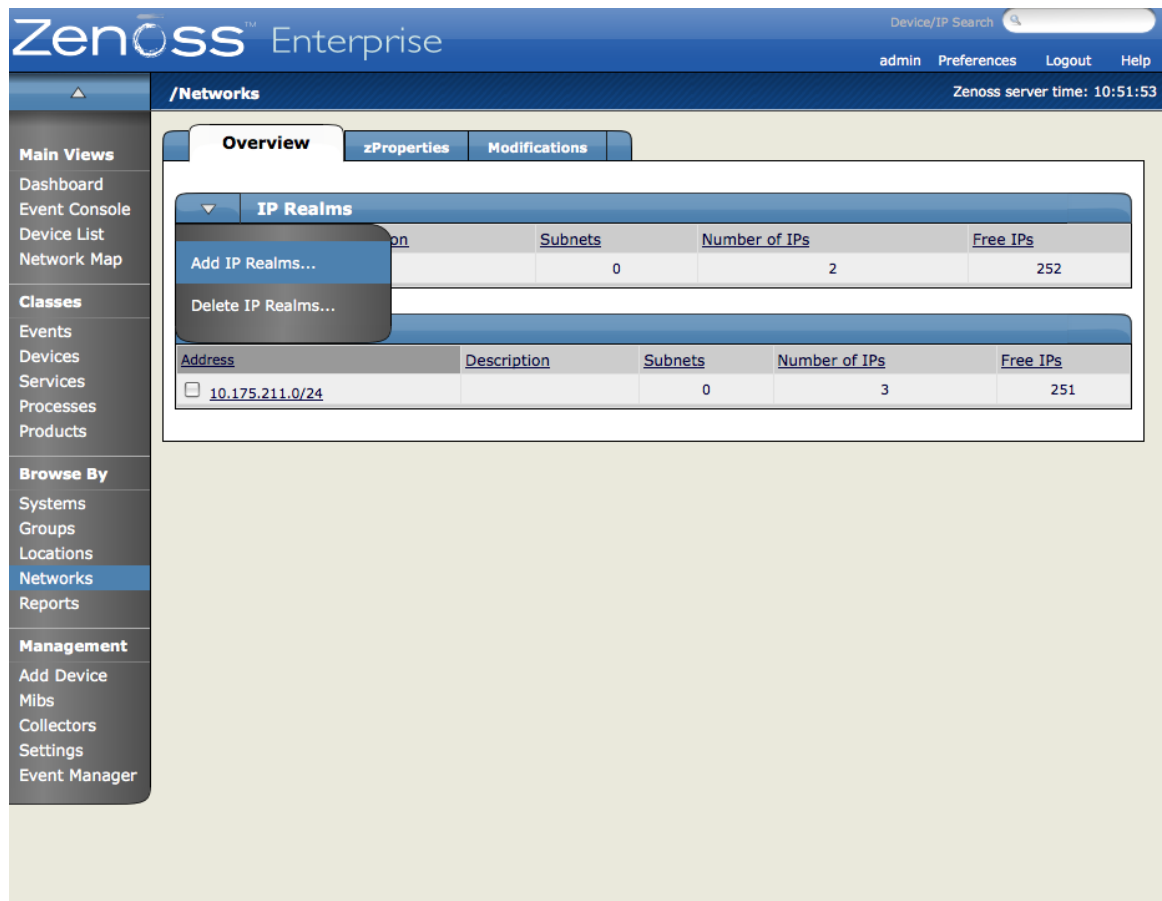 Zenoss™ Enterprise
Device/IP Search
admin Preferences Logout Help
/Networks
Zenoss server time: 10:51:53
Main Views
Dashboard
Event Console
Device List
Network Map
Classes
Events
Devices
Services
Processes
Products
Browse By
Systems
Groups
Locations
Networks
Reports
Management
Add Device
Mibs
Collectors
Settings
Event Manager
Overview zProperties Modifications
IP Realms
on Subnets Number of IPs Free IPs
0 2 252
Add IP Realms...
Delete IP Realms...
Address Description Subnets Number of IPs Free IPs
10.175.211.0/24 0 3 251